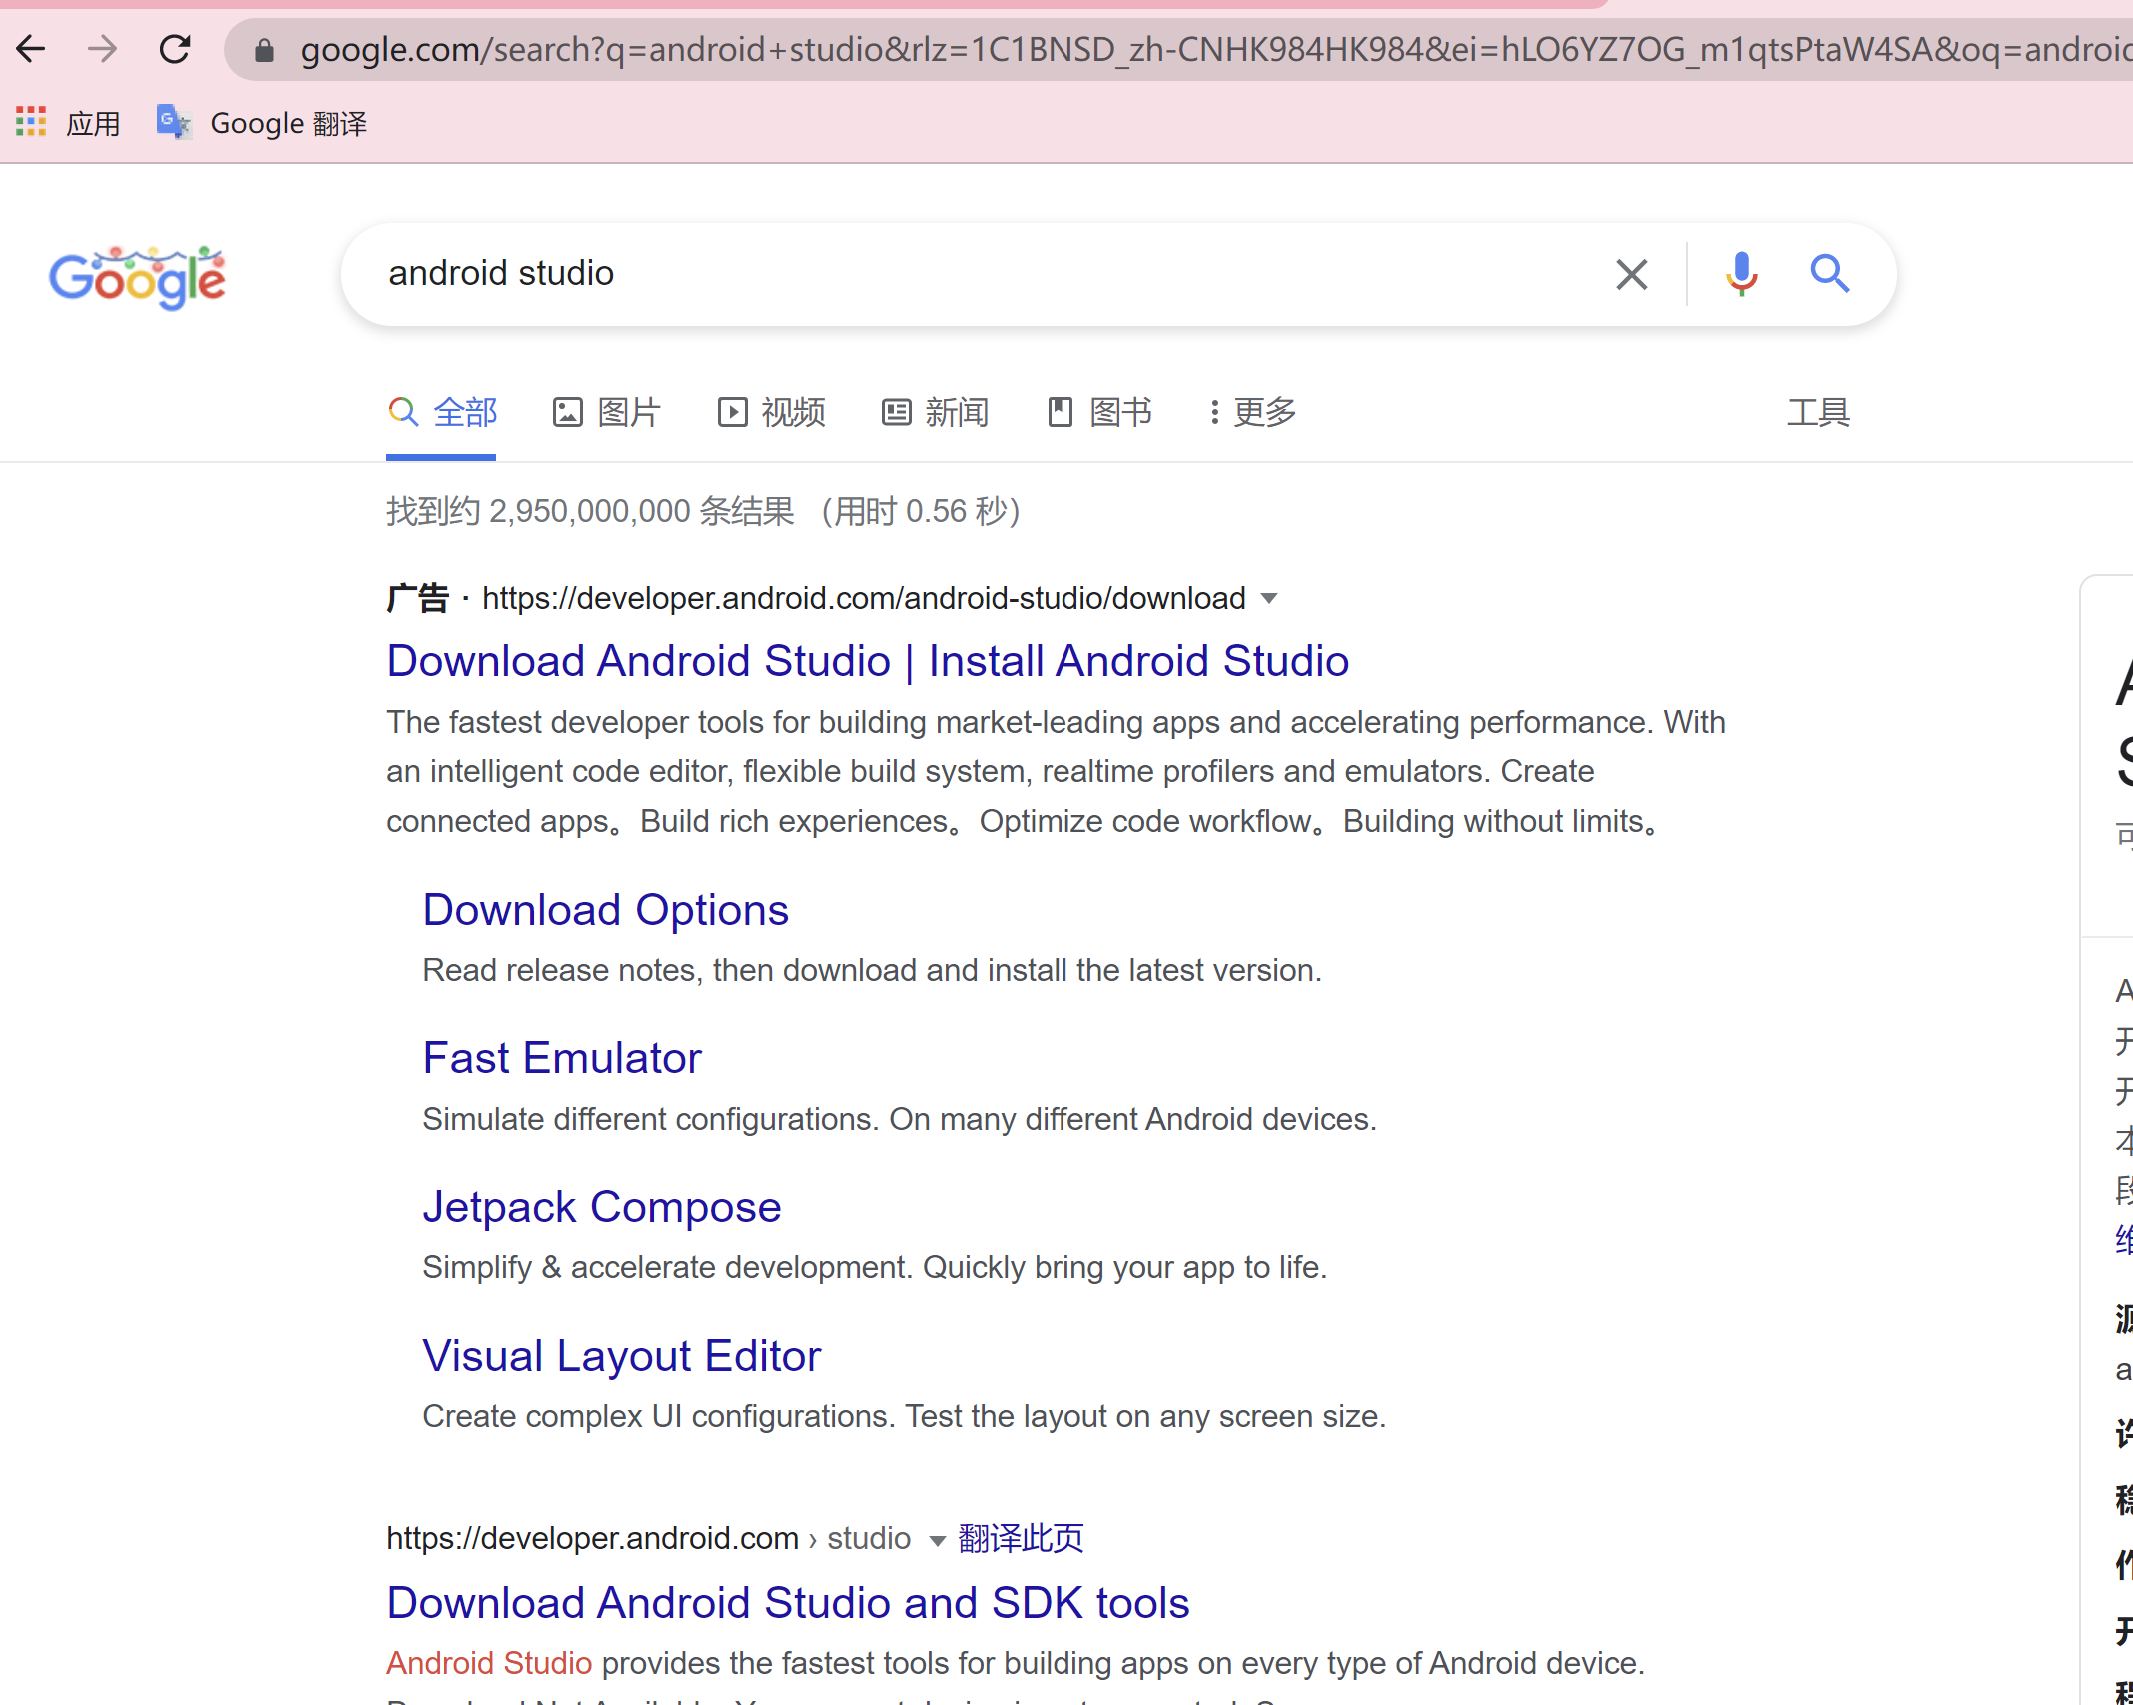 google.com/search?q=android+studio&rlz=1C1BNSD_zh-CNHK984HK984&ei=hLO6YZ7OG_m1qtsPtaW4SA&oq=android
应用 Google 翻译
Google android studio
全部 图片 视频 新闻 图书 更多 工具
找到约 2,950,000,000 条结果 （用时 0.56 秒）
广告 · https://developer.android.com/android-studio/download
Download Android Studio | Install Android Studio
The fastest developer tools for building market-leading apps and accelerating performance. With
an intelligent code editor, flexible build system, realtime profilers and emulators. Create
connected apps。Build rich experiences。Optimize code workflow。Building without limits。
Download Options
Read release notes, then download and install the latest version.
Fast Emulator
Simulate different configurations. On many different Android devices.
Jetpack Compose
Simplify & accelerate development. Quickly bring your app to life.
Visual Layout Editor
Create complex UI configurations. Test the layout on any screen size.
https://developer.android.com › studio 翻译此页
Download Android Studio and SDK tools
Android Studio provides the fastest tools for building apps on every type of Android device.